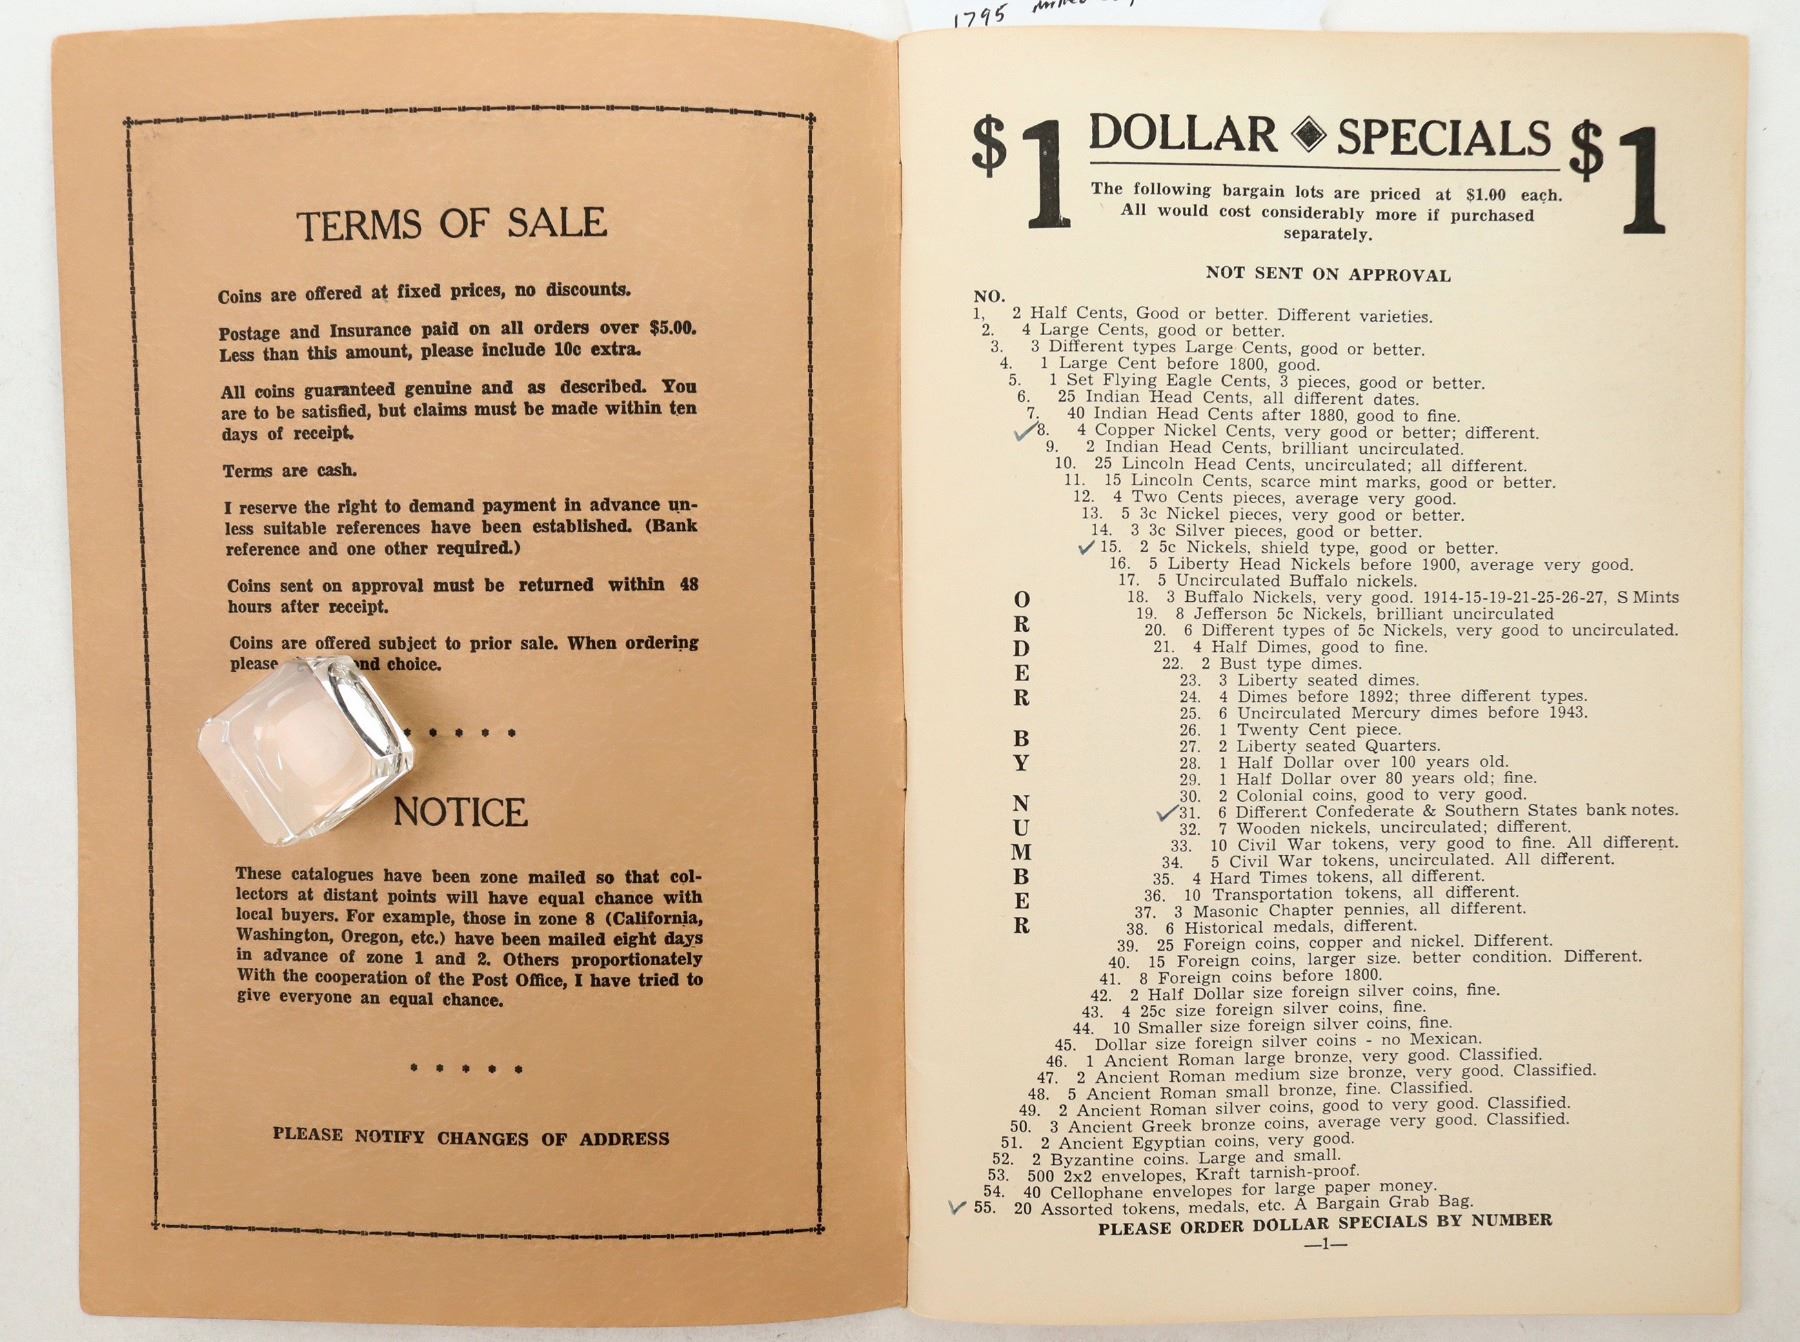 TERMS OF SALE
Coins are offered at fixed prices, no discounts.
Postage and Insurance paid on all orders over $5.00.
Less than this amount, please include 10c extra.
All coins guaranteed genuine and as described. You
are to be satisfied, but claims must be made within ten
days of receipt.
Terms are cash.
I reserve the right to demand payment in advance un-
less suitable references have been established. (Bank
reference and one other required.)
Coins sent on approval must be returned within 48
hours after receipt.
Coins are offered subject to prior sale. When ordering
please choice.
* * * * *
NOTICE
These catalogues have been zone mailed so that col-
lectors at distant points will have equal chance with
local buyers. For example, those in zone 8 (California,
Washington, Oregon, etc.) have been mailed eight days
in advance of zone 1 and 2. Others proportionately
With the cooperation of the Post Office, I have tried to
give everyone an equal chance.
* * * * *
PLEASE NOTIFY CHANGES OF ADDRESS
1795
$1 DOLLAR SPECIALS $1
The following bargain lots are priced at $1.00 each.
All would cost considerably more if purchased
separately.
NOT SENT ON APPROVAL
NO.
1, 2 Half Cents, Good or better. Different varieties.
2. 4 Large Cents, good or better.
3. 3 Different types Large Cents, good or better.
4. 1 Large Cent before 1800, good.
5. 1 Set Flying Eagle Cents, 3 pieces, good or better.
6. 25 Indian Head Cents, all different dates.
7. 40 Indian Head Cents after 1880, good to fine.
✓8. 4 Copper Nickel Cents, very good or better; different.
9. 2 Indian Head Cents, brilliant uncirculated.
10. 25 Lincoln Head Cents, uncirculated; all different.
11. 15 Lincoln Cents, scarce mint marks, good or better.
12. 4 Two Cents pieces, average very good.
13. 5 3c Nickel pieces, very good or better.
14. 3 3c Silver pieces, good or better.
✓15. 2 5c Nickels, shield type, good or better.
16. 5 Liberty Head Nickels before 1900, average very good.
17. 5 Uncirculated Buffalo nickels.
18. 3 Buffalo Nickels, very good. 1914-15-19-21-25-26-27, S Mints
19. 8 Jefferson 5c Nickels, brilliant uncirculated
20. 6 Different types of 5c Nickels, very good to uncirculated.
21. 4 Half Dimes, good to fine.
22. 2 Bust type dimes.
23. 3 Liberty seated dimes.
24. 4 Dimes before 1892; three different types.
25. 6 Uncirculated Mercury dimes before 1943.
26. 1 Twenty Cent piece.
27. 2 Liberty seated Quarters.
28. 1 Half Dollar over 100 years old.
29. 1 Half Dollar over 80 years old; fine.
30. 2 Colonial coins, good to very good.
✓31. 6 Different Confederate & Southern States bank notes.
32. 7 Wooden nickels, uncirculated; different.
33. 10 Civil War tokens, very good to fine. All different.
34. 5 Civil War tokens, uncirculated. All different.
35. 4 Hard Times tokens, all different.
36. 10 Transportation tokens, all different.
37. 3 Masonic Chapter pennies, all different.
38. 6 Historical medals, different.
39. 25 Foreign coins, copper and nickel. Different.
40. 15 Foreign coins, larger size. better condition. Different.
41. 8 Foreign coins before 1800.
42. 2 Half Dollar size foreign silver coins, fine.
43. 4 25c size foreign silver coins, fine.
44. 10 Smaller size foreign silver coins, fine.
45. Dollar size foreign silver coins - no Mexican.
46. 1 Ancient Roman large bronze, very good. Classified.
47. 2 Ancient Roman medium size bronze, very good. Classified.
48. 5 Ancient Roman small bronze, fine. Classified.
49. 2 Ancient Roman silver coins, good to very good. Classified.
50. 3 Ancient Greek bronze coins, average very good. Classified.
51. 2 Ancient Egyptian coins, very good.
52. 2 Byzantine coins. Large and small.
53. 500 2x2 envelopes, Kraft tarnish-proof.
54. 40 Cellophane envelopes for large paper money.
✓55. 20 Assorted tokens, medals, etc. A Bargain Grab Bag.
ORDER BY NUMBER
PLEASE ORDER DOLLAR SPECIALS BY NUMBER
—1—